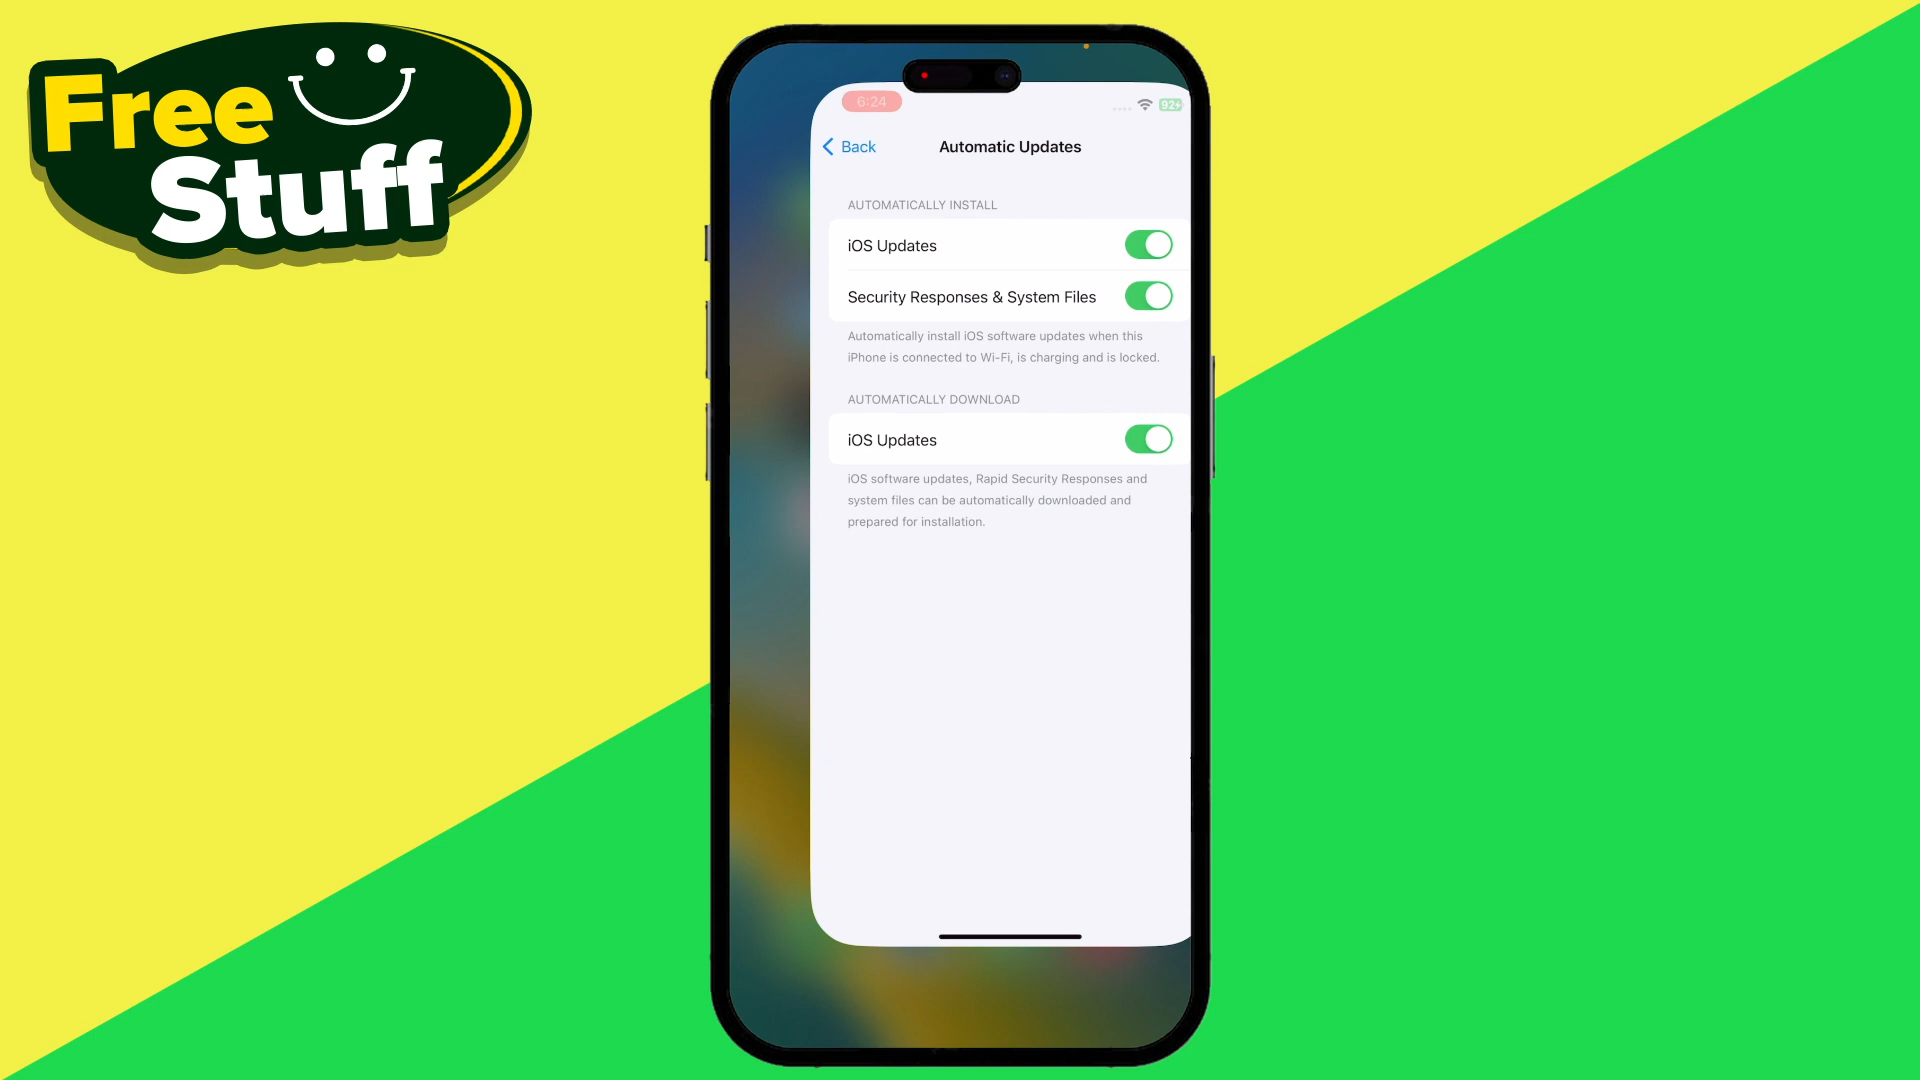 Free
Stuff
6:24
92
Back
Automatic Updates
AUTOMATICALLY INSTALL
iOS Updates
Security Responses & System Files
Automatically install iOS software updates when this
iPhone is connected to Wi-Fi, is charging and is locked.
AUTOMATICALLY DOWNLOAD
iOS Updates
iOS software updates, Rapid Security Responses and
system files can be automatically downloaded and
prepared for installation.